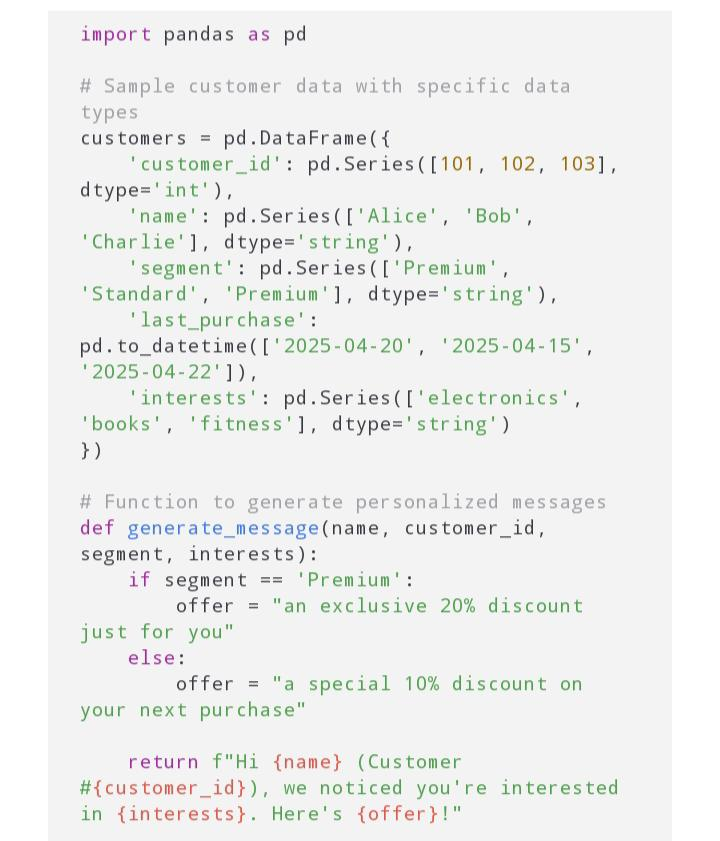 import pandas as pd
# Sample customer data with specific data
types
customers = pd.DataFrame({
    'customer_id': pd.Series([101, 102, 103],
dtype='int'),
    'name': pd.Series(['Alice', 'Bob',
'Charlie'], dtype='string'),
    'segment': pd.Series(['Premium',
'Standard', 'Premium'], dtype='string'),
    'last_purchase':
pd.to_datetime(['2025-04-20', '2025-04-15',
'2025-04-22']),
    'interests': pd.Series(['electronics',
'books', 'fitness'], dtype='string')
})
# Function to generate personalized messages
def generate_message(name, customer_id,
segment, interests):
    if segment == 'Premium':
        offer = "an exclusive 20% discount
just for you"
    else:
        offer = "a special 10% discount on
your next purchase"
    return f"Hi {name} (Customer
#{customer_id}), we noticed you're interested
in {interests}. Here's {offer}!"